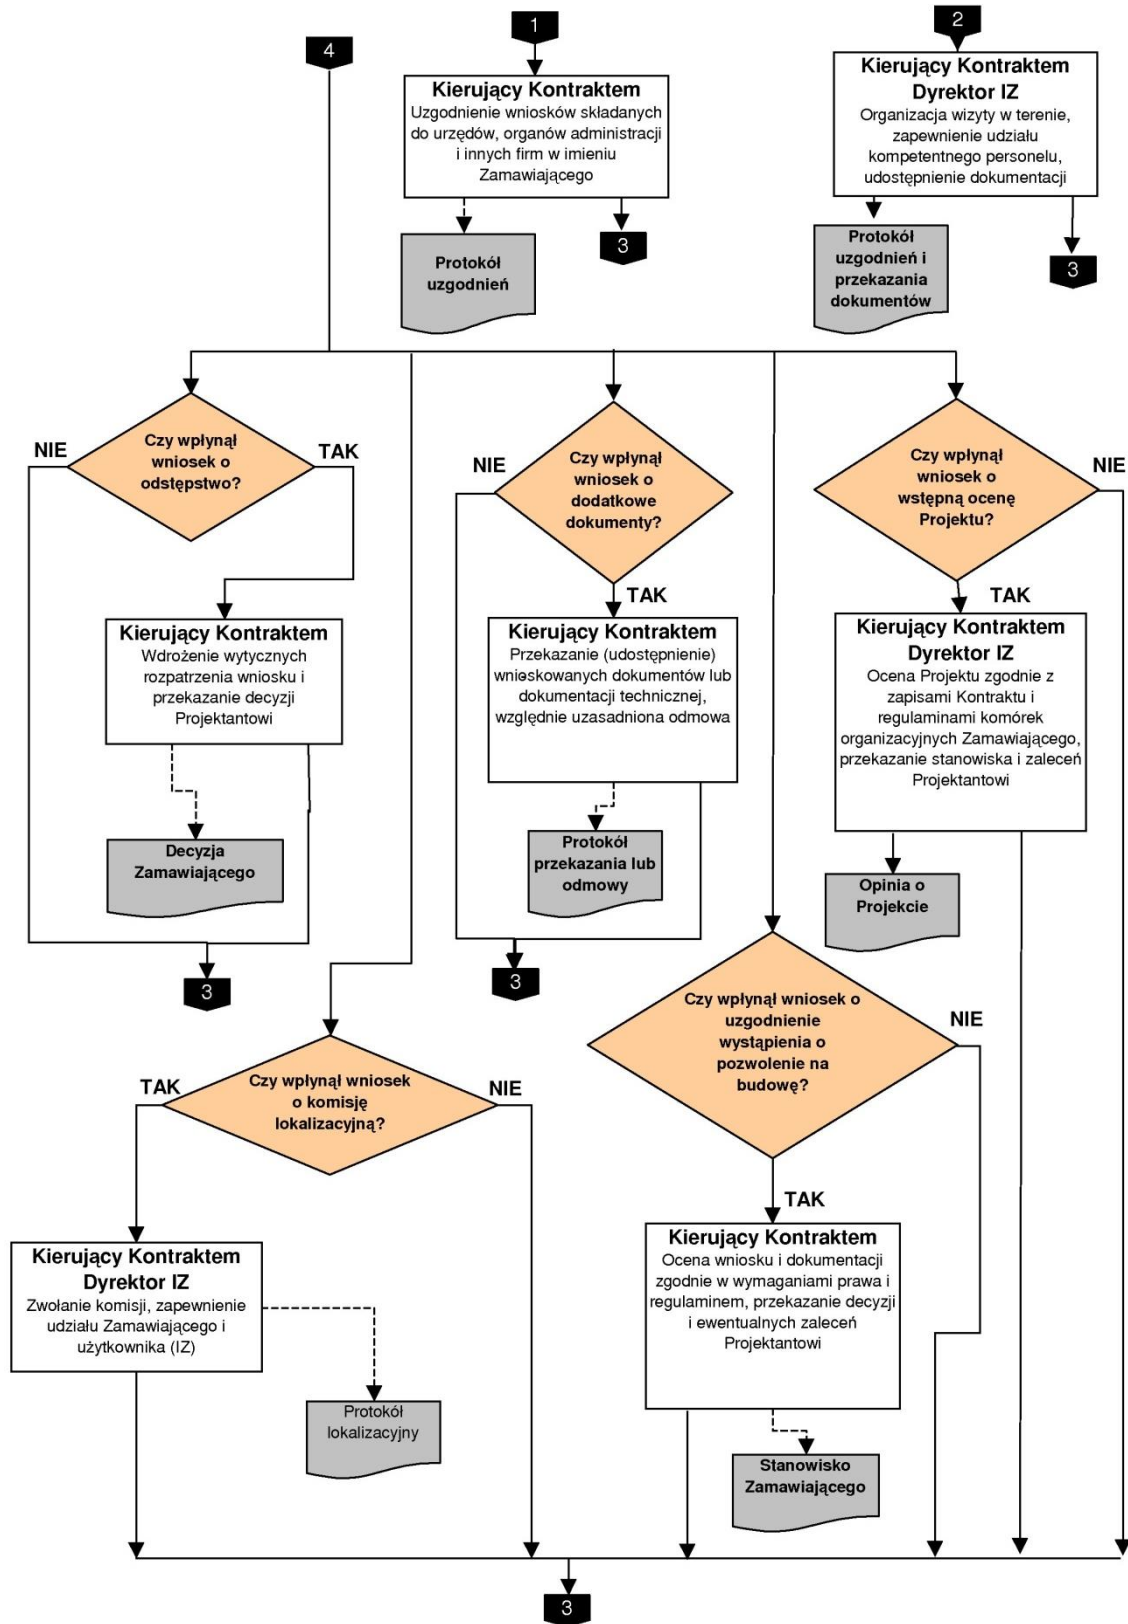 4
1
Kierujący Kontraktem
Uzgodnienie wniosków składanych
do urzędów, organów administracji
i innych firm w imieniu
Zamawiającego
Protokół
uzgodnień
3
2
Kierujący Kontraktem
Dyrektor IZ
Organizacja wizyty w terenie,
zapewnienie udziału
kompetentnego personelu,
udostępnienie dokumentacji
Protokół
uzgodnień i
przekazania
dokumentów
3
NIE
Czy wpłynął
wniosek o
odstępstwo?
TAK
Kierujący Kontraktem
Wdrożenie wytycznych
rozpatrzenia wniosku i
przekazanie decyzji
Projektantowi
Decyzja
Zamawiającego
3
NIE
Czy wpłynął
wniosek o
dodatkowe
dokumenty?
TAK
Kierujący Kontraktem
Przekazanie (udostępnienie)
wnieskowanych dokumentów lub
dokumentacji technicznej,
względnie uzasadniona odmowa
Protokół
przekazania lub
odmowy
3
Czy wpłynął
wniosek o
wstępną ocenę
Projektu?
NIE
TAK
Kierujący Kontraktem
Dyrektor IZ
Ocena Projektu zgodnie z
zapisami Kontraktu i
regulaminami komórek
organizacyjnych Zamawiającego,
przekazanie stanowiska i zaleceń
Projektantowi
Opinia o
Projekcie
TAK
Czy wpłynął wniosek
o komisję
lokalizacyjną?
NIE
Kierujący Kontraktem
Dyrektor IZ
Zwołanie komisji, zapewnienie
udziału Zamawiającego i
użytkownika (IZ)
Protokół
lokalizacyjny
Czy wpłynął wniosek o
uzgodnienie
wystąpienia o
pozwolenie na
budowę?
NIE
TAK
Kierujący Kontraktem
Ocena wniosku i dokumentacji
zgodnie w wymaganiami prawa i
regulaminem, przekazanie decyzji
i ewentualnych zaleceń
Projektantowi
Stanowisko
Zamawiającego
3